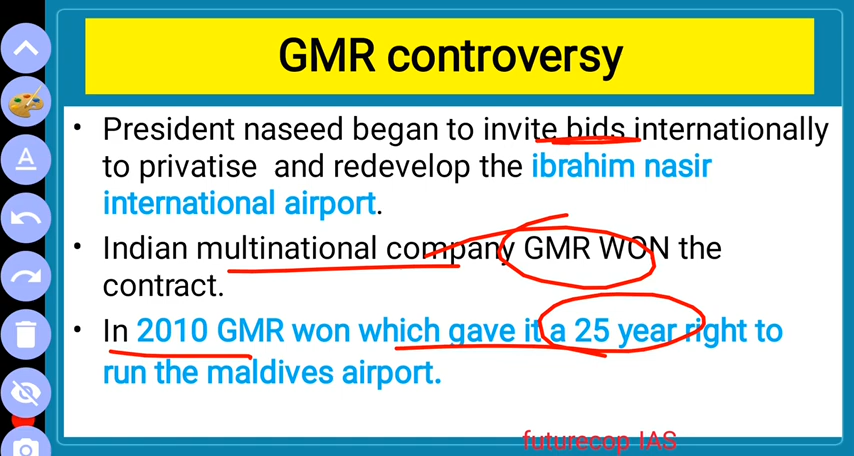 GMR controversy
• President naseed began to invite bids internationally
to privatise and redevelop the ibrahim nasir
international airport.
• Indian multinational company GMR WON the
contract.
• In 2010 GMR won which gave it a 25 year right to
run the maldives airport.
futurecop IAS
A